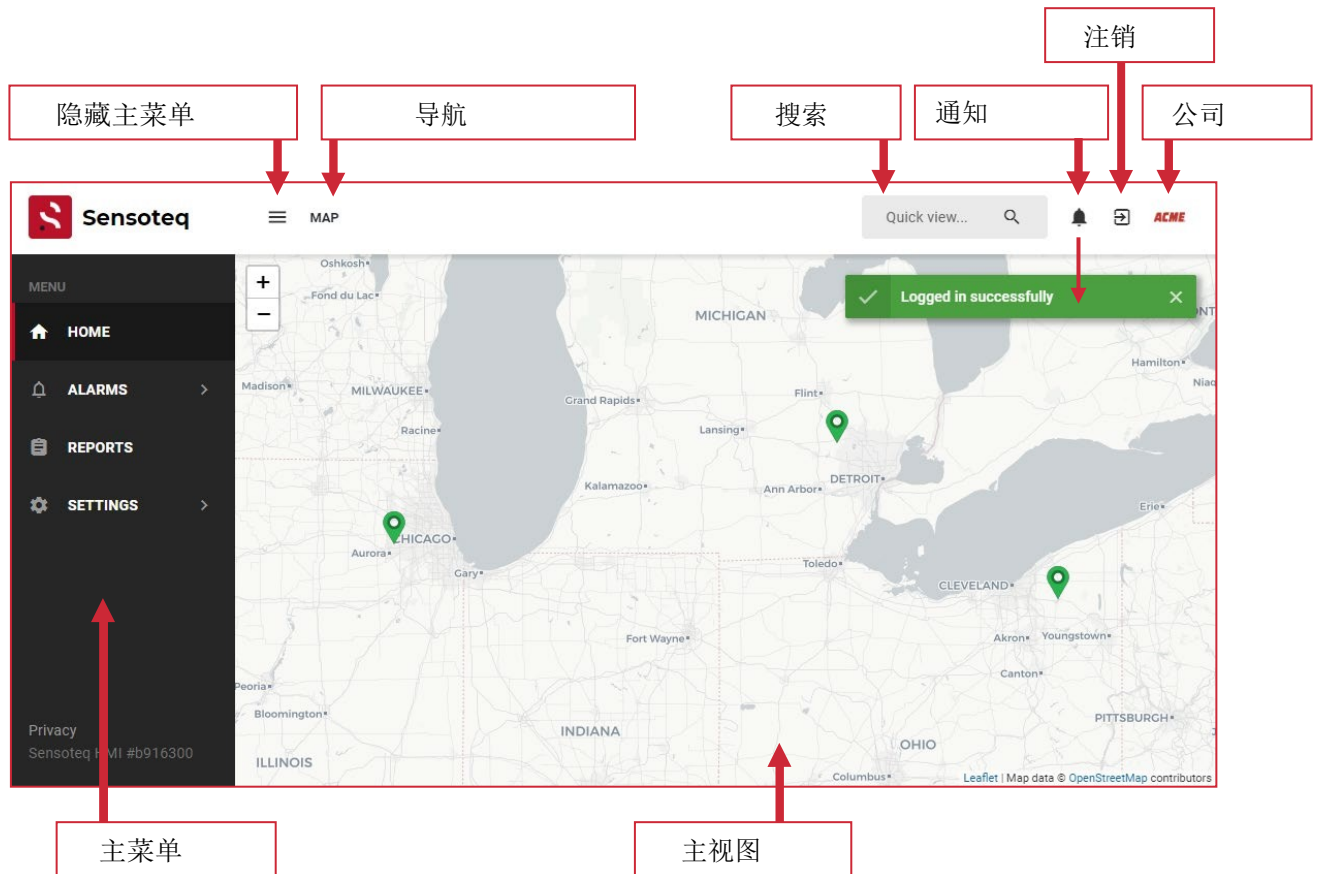 注销
隐藏主菜单
导航
搜索
通知
公司
Sensoteq
MAP
Quick view...
ACME
MENU
HOME
ALARMS
REPORTS
SETTINGS
Privacy
Sensoteq HMI #b916300
+
−
Logged in successfully
Oshkosh
Fond du Lac
MICHIGAN
Hamilton
Madison
MILWAUKEE
Grand Rapids
Flint
Racine
Lansing
Kalamazoo
Ann Arbor
DETROIT
Erie
CHICAGO
Aurora
Gary
Toledo
CLEVELAND
Fort Wayne
Akron
Youngstown
Canton
Peoria
Bloomington
PITTSBURGH
INDIANA
OHIO
ILLINOIS
Columbus
Leaflet | Map data © OpenStreetMap contributors
主菜单
主视图